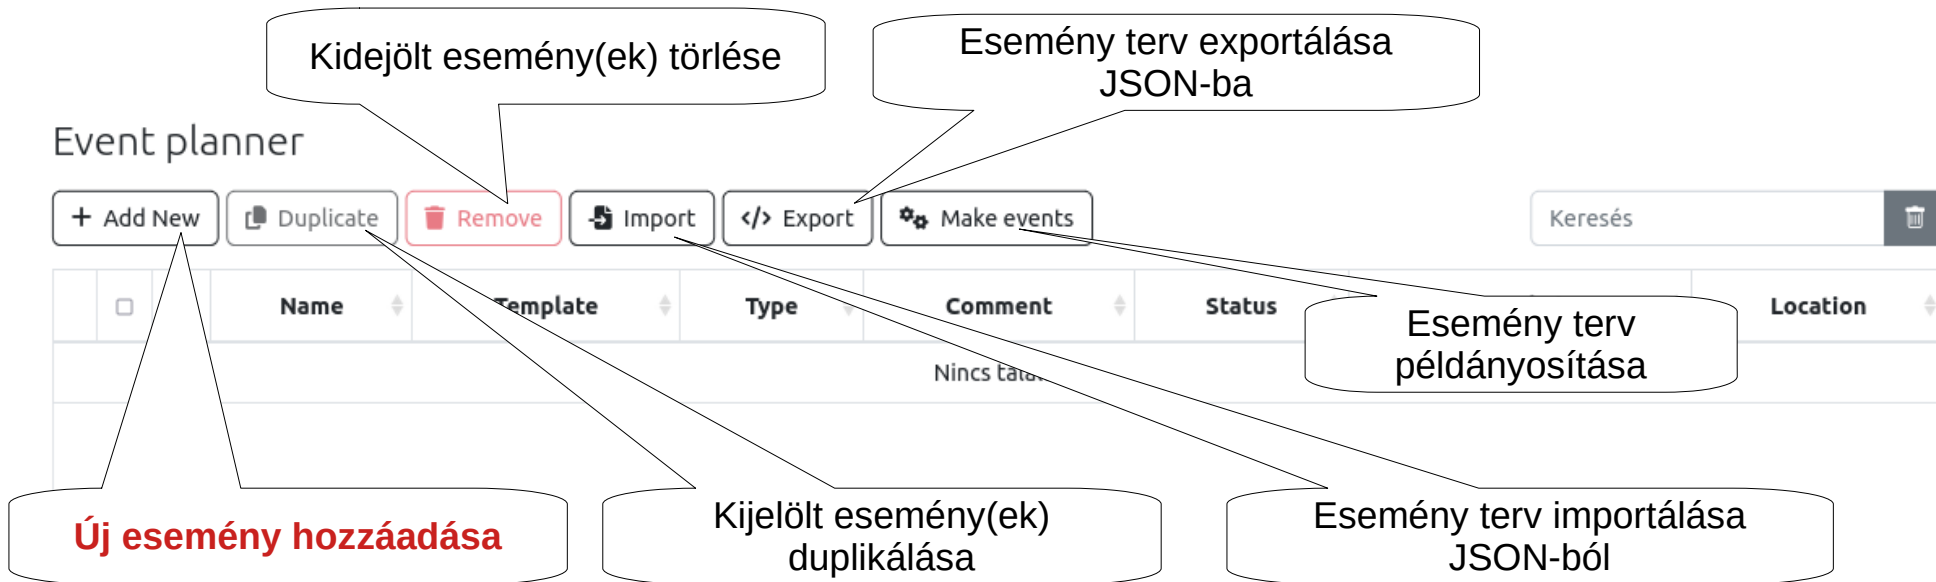 Kidejölt esemény(ek) törlése
Esemény terv exportálása
JSON-ba
Event planner
+ Add New
Duplicate
Remove
Import
</> Export
Make events
Keresés
Name
Template
Type
Comment
Status
Location
Nincs
Esemény terv
példányosítása
Új esemény hozzáadása
Kijelölt esemény(ek)
duplikálása
Esemény terv importálása
JSON-ból